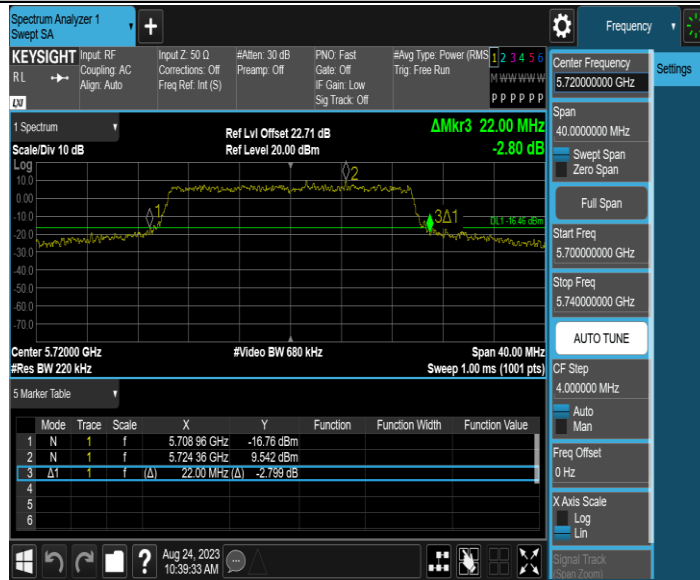 Spectrum Analyzer 1
Swept SA
+
Frequency
KEYSIGHT
RL
LXI
Input: RF
Coupling: AC
Align: Auto
Input Z: 50 Ω
Corrections: Off
Freq Ref: Int (S)
#Atten: 30 dB
Preamp: Off
PNO: Fast
Gate: Off
IF Gain: Low
Sig Track: Off
#Avg Type: Power (RMS
Trig: Free Run
1 2 3 4 5 6
M W W W W W
P P P P P P
1 Spectrum
Scale/Div 10 dB
Ref Lvl Offset 22.71 dB
Ref Level 20.00 dBm
ΔMkr3 22.00 MHz
-2.80 dB
Log
10.0
0.00
-10.0
-20.0
-30.0
-40.0
-50.0
-60.0
-70.0
1
2
3Δ1
DL1 -16.46 dBm
Center 5.72000 GHz
#Video BW 680 kHz
Span 40.00 MHz
#Res BW 220 kHz
Sweep 1.00 ms (1001 pts)
5 Marker Table
Mode Trace Scale X Y Function Function Width Function Value
1 N 1 f 5.708 96 GHz -16.76 dBm
2 N 1 f 5.724 36 GHz 9.542 dBm
3 Δ1 1 f (Δ) 22.00 MHz (Δ) -2.799 dB
4
5
6
?
Aug 24, 2023
10:39:33 AM
Settings
Center Frequency
5.720000000 GHz
Span
40.0000000 MHz
Swept Span
Zero Span
Full Span
Start Freq
5.700000000 GHz
Stop Freq
5.740000000 GHz
AUTO TUNE
CF Step
4.000000 MHz
Auto
Man
Freq Offset
0 Hz
X Axis Scale
Log
Lin
Signal Track
(Span Zoom)